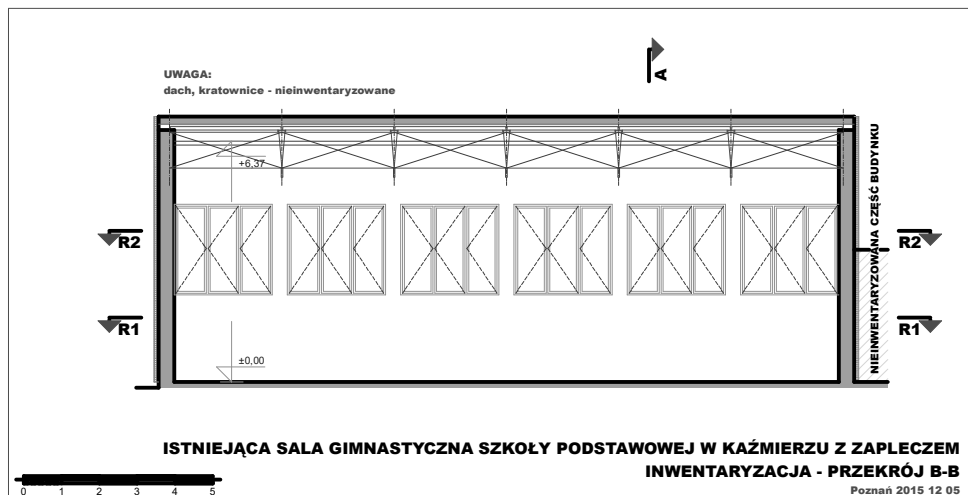 UWAGA:
dach, kratownice - nieinwentaryzowane
A
+6,37
NIEINWENTARYZOWANA CZĘŚĆ BUDYNKU
R2
R2
R1
R1
±0,00
ISTNIEJĄCA SALA GIMNASTYCZNA SZKOŁY PODSTAWOWEJ W KAŹMIERZU Z ZAPLECZEM
INWENTARYZACJA - PRZEKRÓJ B-B
0 1 2 3 4 5
Poznań 2015 12 05